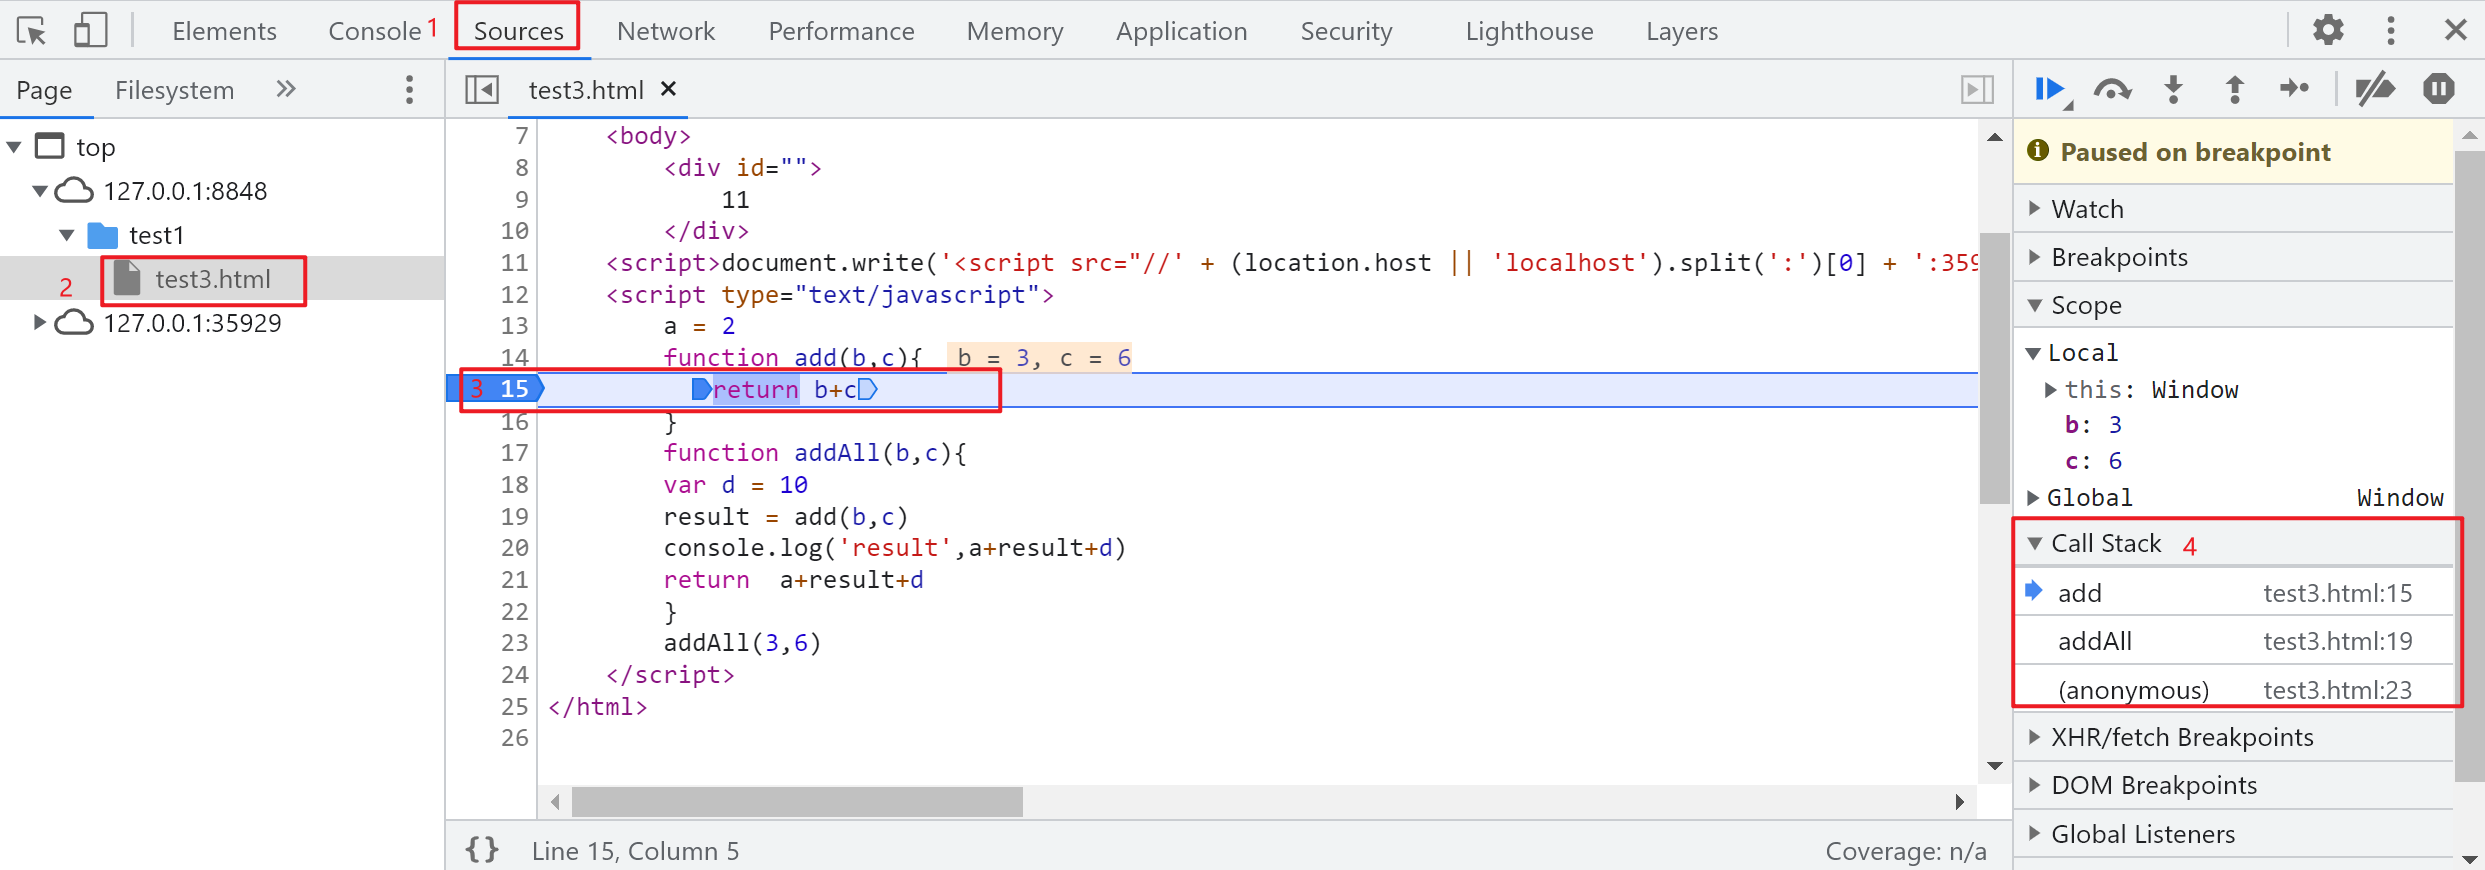 Elements Console 1 Sources Network Performance Memory Application Security Lighthouse Layers
Page Filesystem
test3.html
top
127.0.0.1:8848
test1
2 test3.html
127.0.0.1:35929
7 <body>
8 <div id="">
9 11
10 </div>
11 <script>document.write('<script src="//' + (location.host || 'localhost').split(':')[0] + ':359
12 <script type="text/javascript">
13 a = 2
14 function add(b,c){ b = 3, c = 6
3 15 return b+c
16 }
17 function addAll(b,c){
18 var d = 10
19 result = add(b,c)
20 console.log('result',a+result+d)
21 return a+result+d
22 }
23 addAll(3,6)
24 </script>
25 </html>
26
{} Line 15, Column 5 Coverage: n/a
Paused on breakpoint
Watch
Breakpoints
Scope
Local
this: Window
b: 3
c: 6
Global Window
Call Stack 4
add test3.html:15
addAll test3.html:19
(anonymous) test3.html:23
XHR/fetch Breakpoints
DOM Breakpoints
Global Listeners